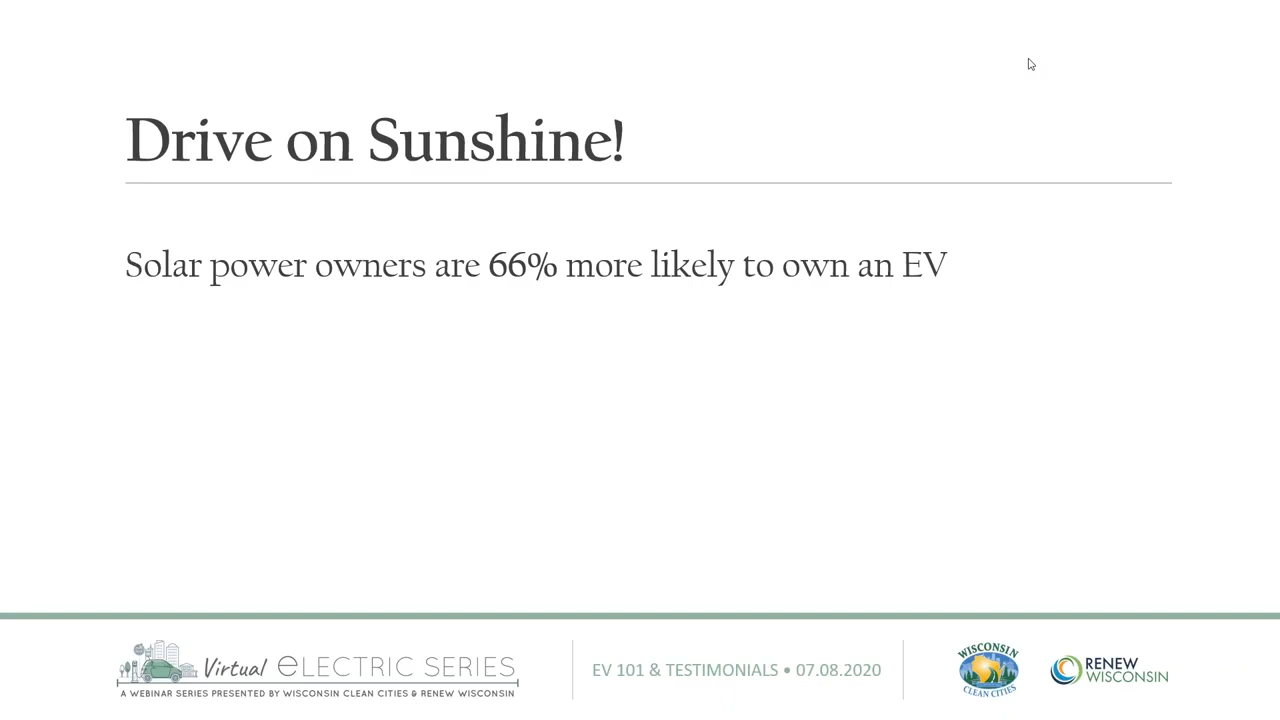 Drive on Sunshine!
Solar power owners are 66% more likely to own an EV
Virtual eLECTRIC SERIES
A WEBINAR SERIES PRESENTED BY WISCONSIN CLEAN CITIES & RENEW WISCONSIN
EV 101 & TESTIMONIALS • 07.08.2020
WISCONSIN
CLEAN CITIES
RENEW
WISCONSIN